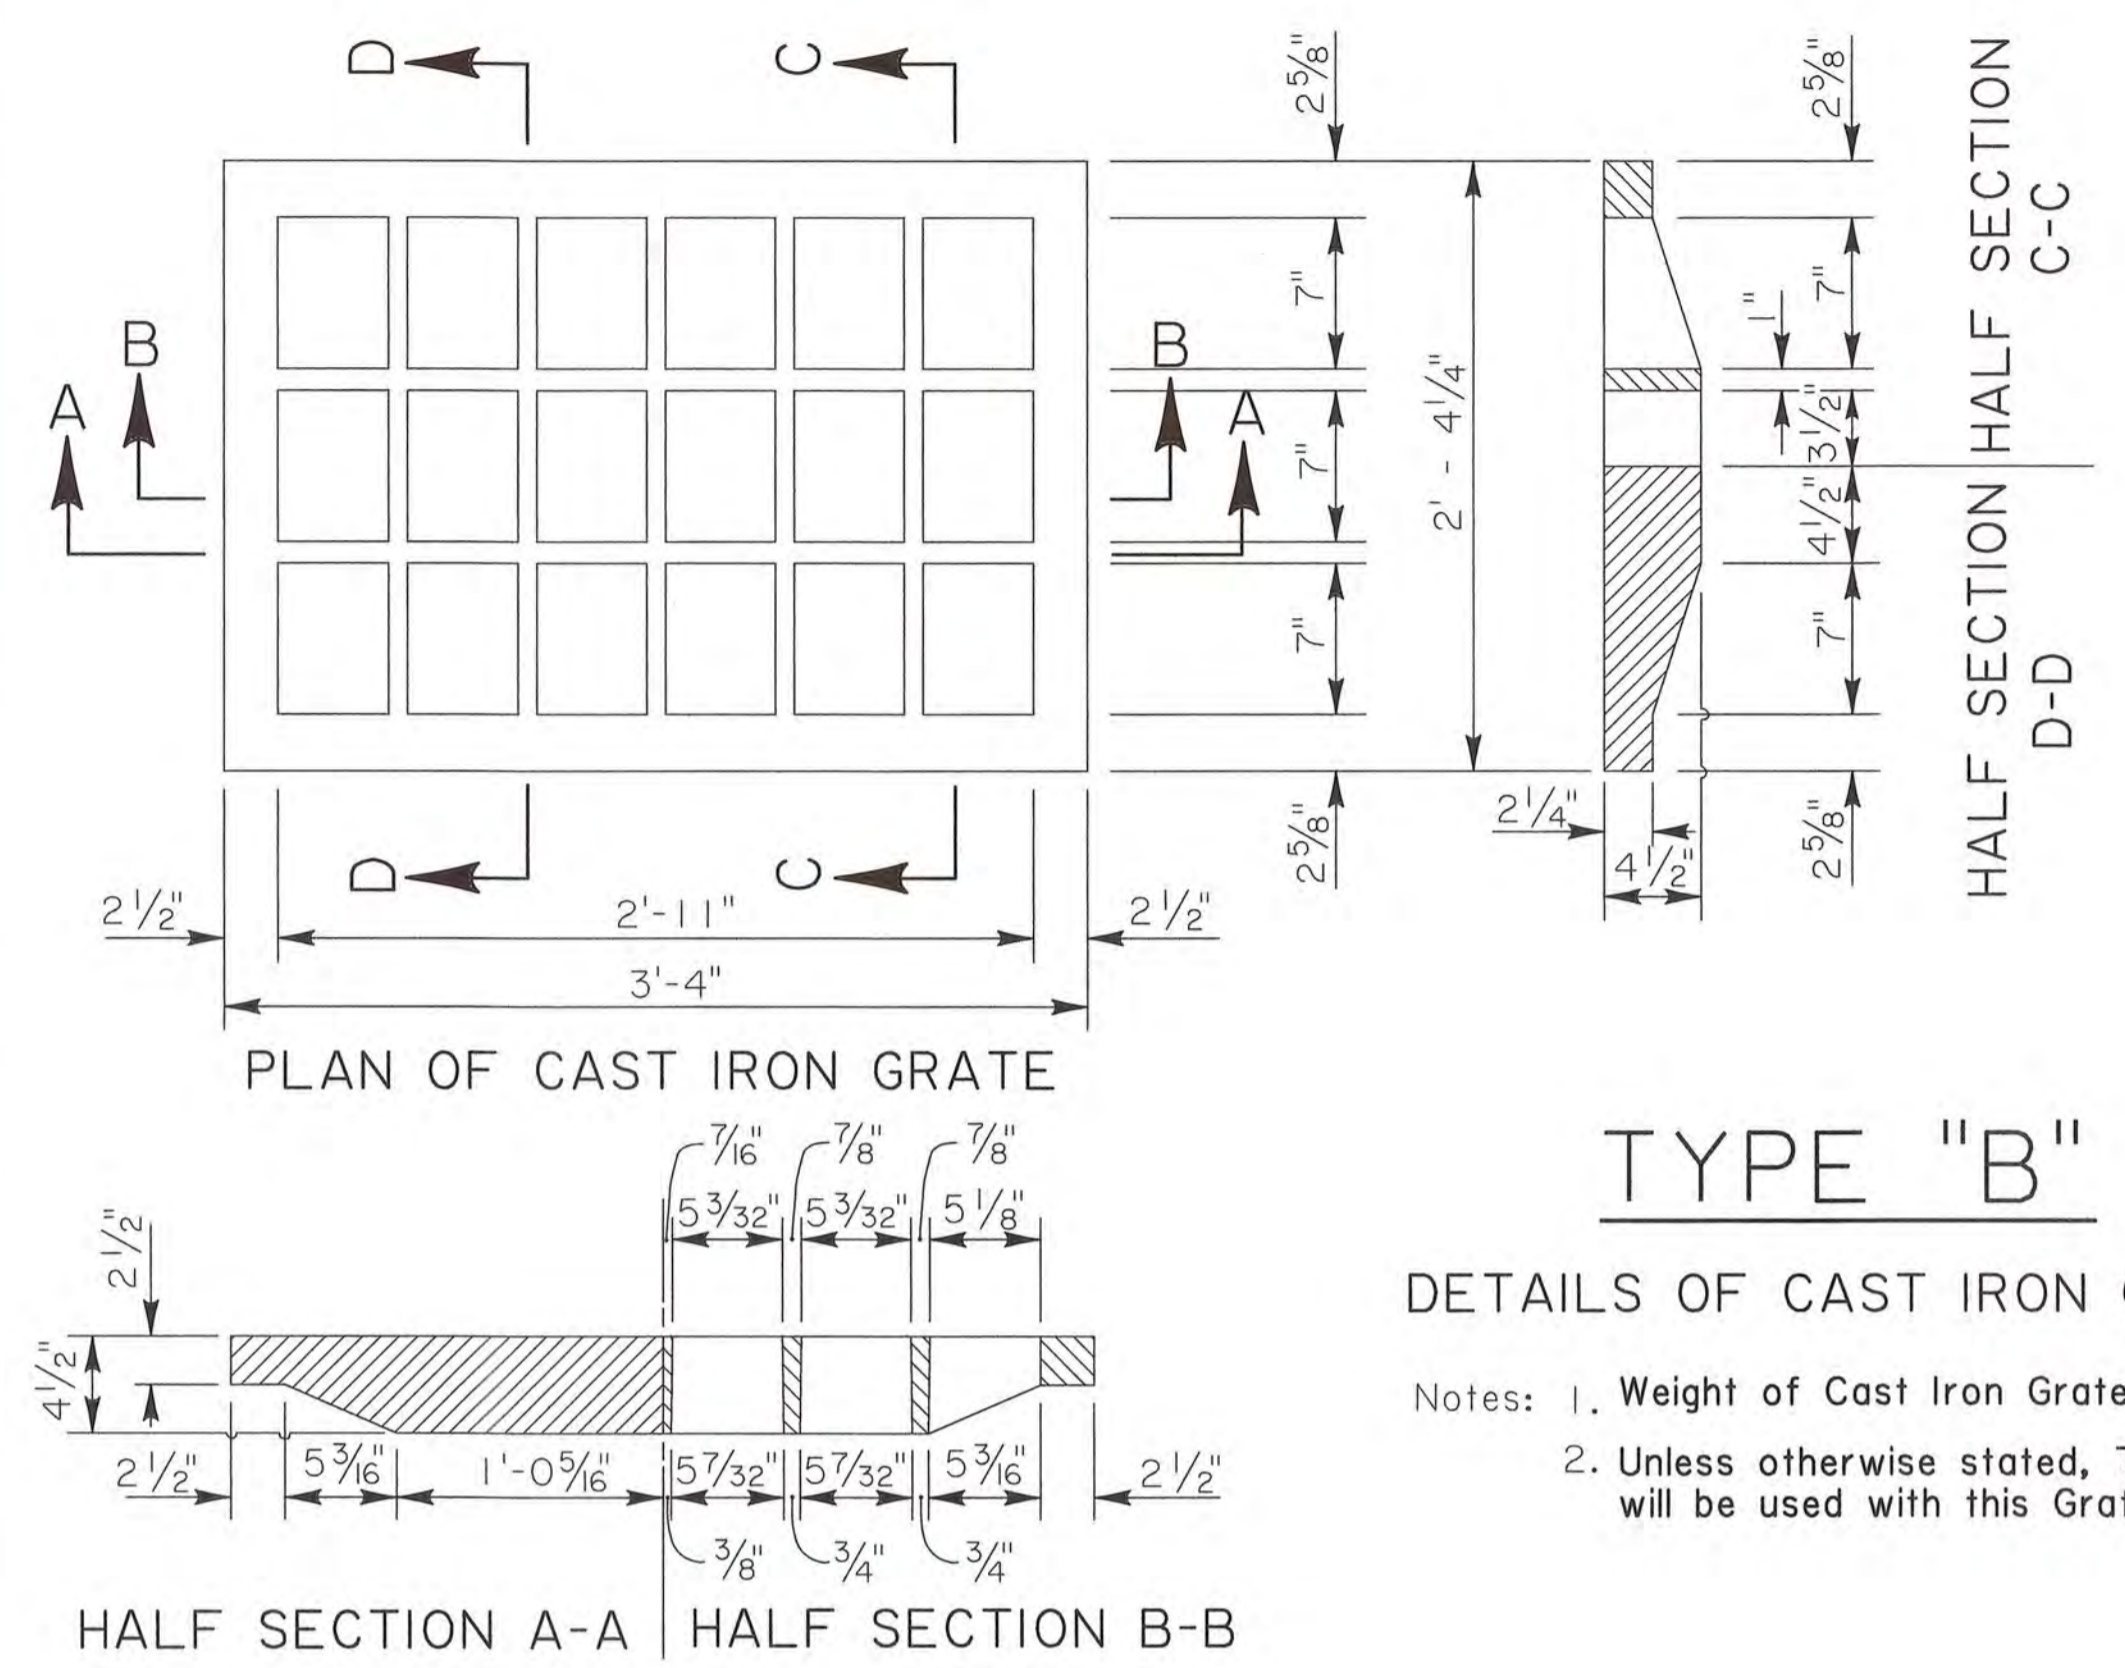 D
C
2 5/8"
2 5/8"
HALF SECTION
C-C
7"
7"
1"
B
B
A
A
2' - 4 1/4"
7"
3 1/2"
4 1/2"
7"
7"
HALF SECTION
D-D
2 1/4"
4 1/2"
2 5/8"
2 5/8"
D
C
2 1/2"
2'-11"
2 1/2"
3'-4"
PLAN OF CAST IRON GRATE
7/16"
7/8"
7/8"
5 3/32"
5 3/32"
5 1/8"
2 1/2"
4 1/2"
2 1/2"
5 3/16"
1'-0 5/16"
5 7/32"
5 7/32"
5 3/16"
2 1/2"
3/8"
3/4"
3/4"
HALF SECTION A-A
HALF SECTION B-B
TYPE "B"
DETAILS OF CAST IRON
Notes: 1. Weight of Cast Iron Grate
2. Unless otherwise stated,
will be used with this Grat